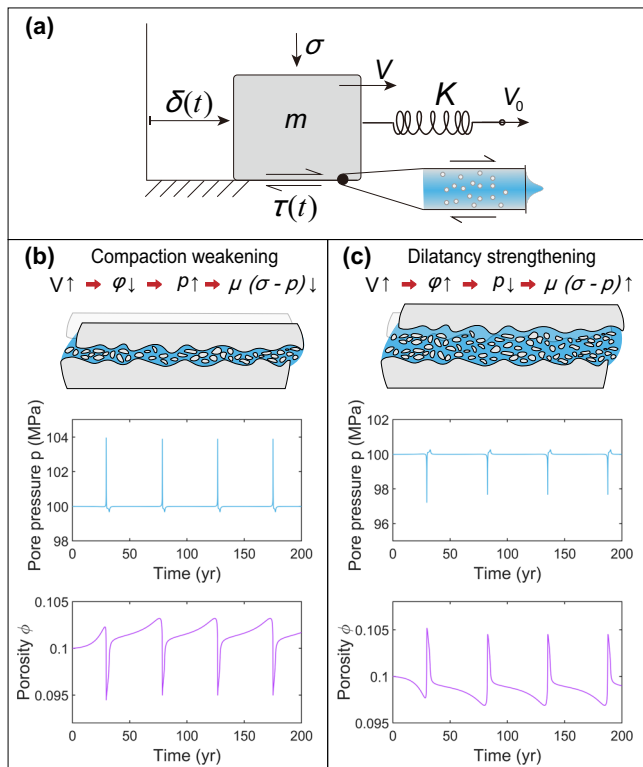 (a)
σ
V
K
V₀
δ(t)
m
τ(t)
(b) Compaction weakening
V↑ → φ↓ → p↑ → μ (σ - p)↓
Pore pressure p (MPa)
104
102
100
98
0 50 100 150 200
Time (yr)
Porosity ϕ
0.105
0.1
0.095
0 50 100 150 200
Time (yr)
(c) Dilatancy strengthening
V↑ → φ↑ → p↓ → μ (σ - p)↑
Pore pressure p (MPa)
102
100
98
96
0 50 100 150 200
Time (yr)
Porosity ϕ
0.105
0.1
0.095
0 50 100 150 200
Time (yr)